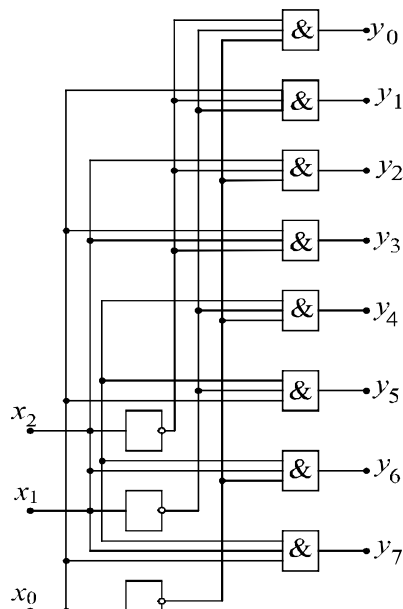 & y₀
& y₁
& y₂
& y₃
& y₄
& y₅
x₂
& y₆
x₁
& y₇
x₀